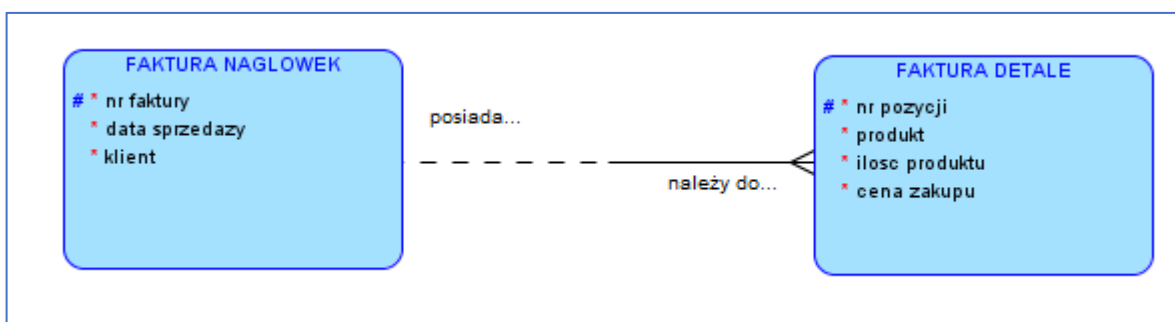 FAKTURA NAGLOWEK
# * nr faktury
* data sprzedazy
* klient
posiada...
należy do...
FAKTURA DETALE
# * nr pozycji
* produkt
* ilosc produktu
* cena zakupu